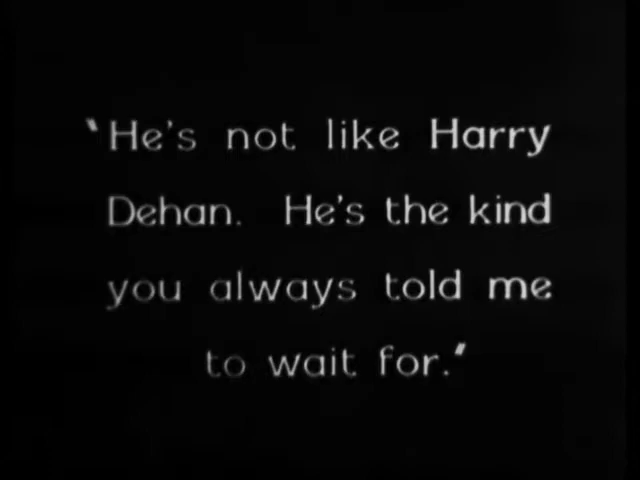 "He's not like Harry
Dehan. He's the kind
you always told me
to wait for."